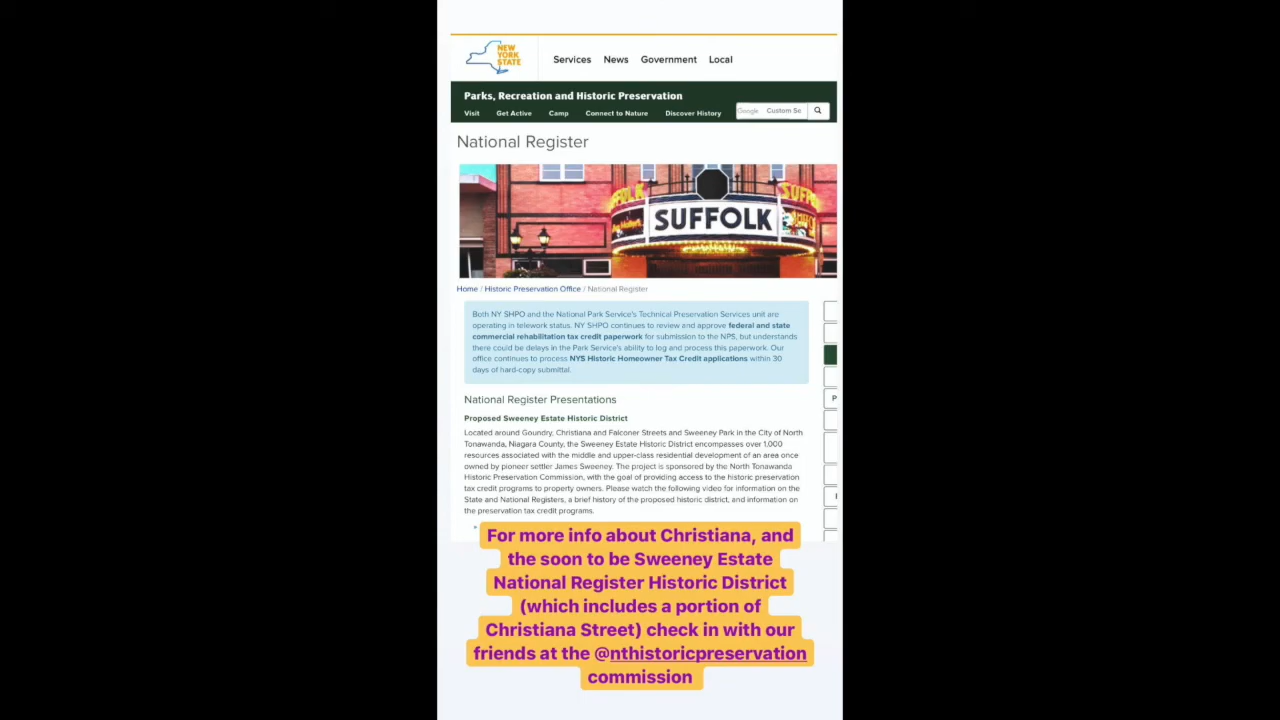 NEW
YORK
STATE
Services News Government Local
Parks, Recreation and Historic Preservation
Visit Get Active Camp Connect to Nature Discover History
Google Custom Se
National Register
SUFFOLK
Home / Historic Preservation Office / National Register
Both NY SHPO and the National Park Service's Technical Preservation Services unit are
operating in telework status. NY SHPO continues to review and approve federal and state
commercial rehabilitation tax credit paperwork for submission to the NPS, but understands
there could be delays in the Park Service's ability to log and process this paperwork. Our
office continues to process NYS Historic Homeowner Tax Credit applications within 30
days of hard-copy submittal.
National Register Presentations
Proposed Sweeney Estate Historic District
Located around Goundry, Christiana and Falconer Streets and Sweeney Park in the City of North
Tonawanda, Niagara County, the Sweeney Estate Historic District encompasses over 1,000
resources associated with the middle and upper-class residential development of an area once
owned by pioneer settler James Sweeney. The project is sponsored by the North Tonawanda
Historic Preservation Commission, with the goal of providing access to the historic preservation
tax credit programs to property owners. Please watch the following video for information on the
State and National Registers, a brief history of the proposed historic district, and information on
the preservation tax credit programs.
For more info about Christiana, and
the soon to be Sweeney Estate
National Register Historic District
(which includes a portion of
Christiana Street) check in with our
friends at the @nthistoricpreservation
commission